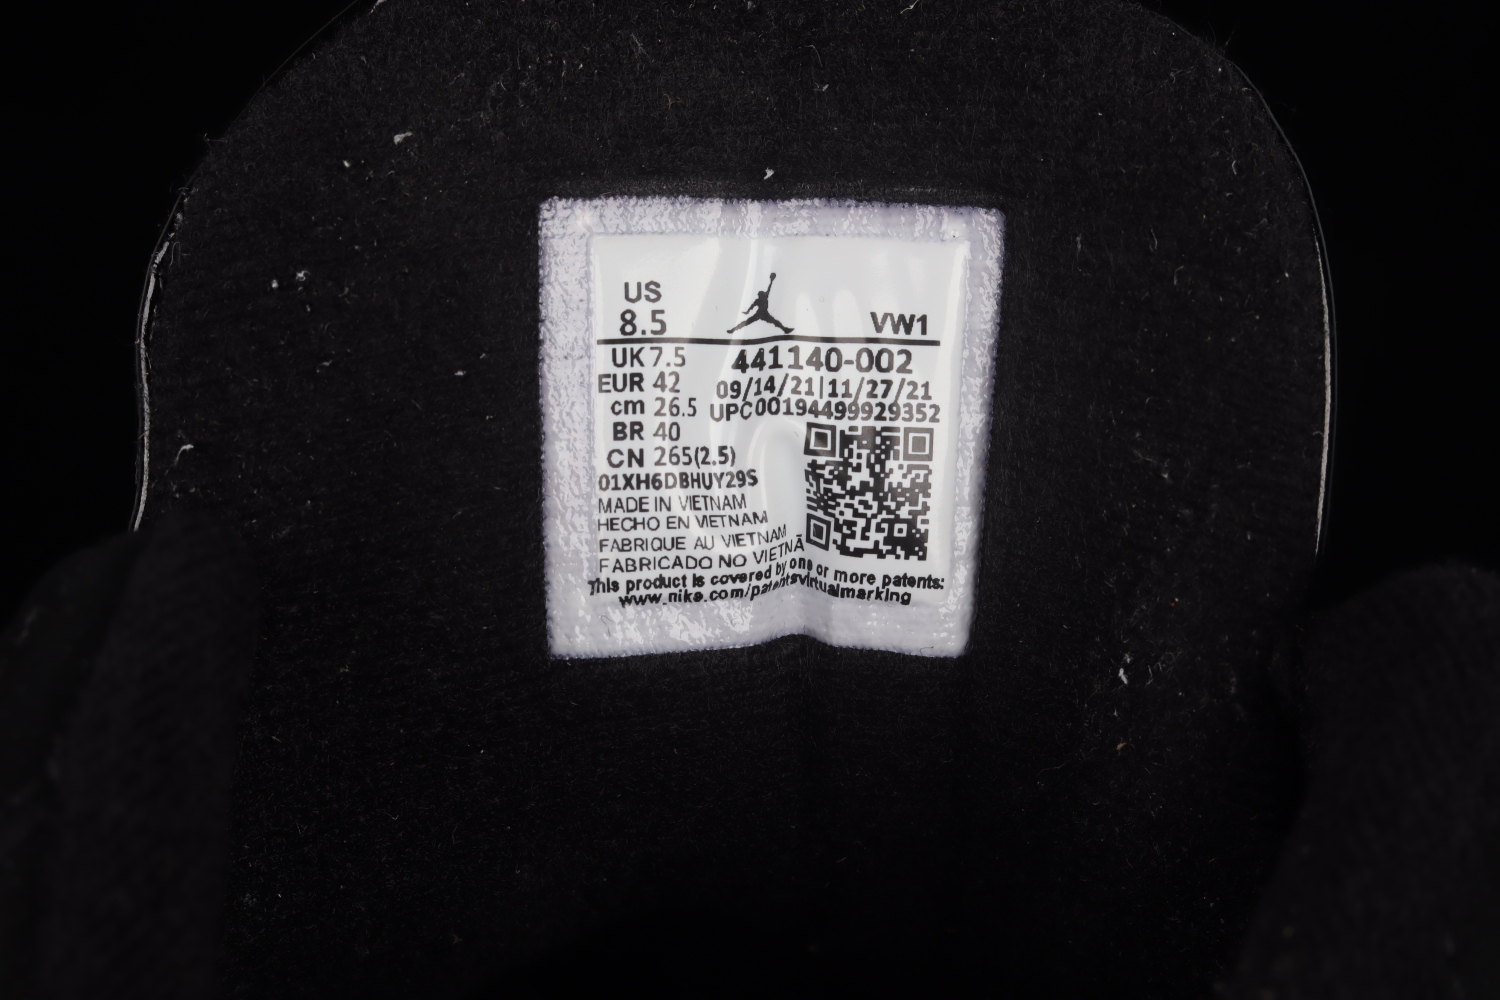 US
8.5 VW1
UK 7.5 441140-002
EUR 42 09/14/21|11/27/21
cm 26.5 UPC00194499929352
BR 40
CN 265(2.5)
01XH6DBHUY29S
MADE IN VIETNAM
HECHO EN VIETNAM
FABRIQUE AU VIETNAM
FABRICADO NO VIETNÃ
This product is covered by one or more patents:
www.nike.com/patentsvirtualmarking